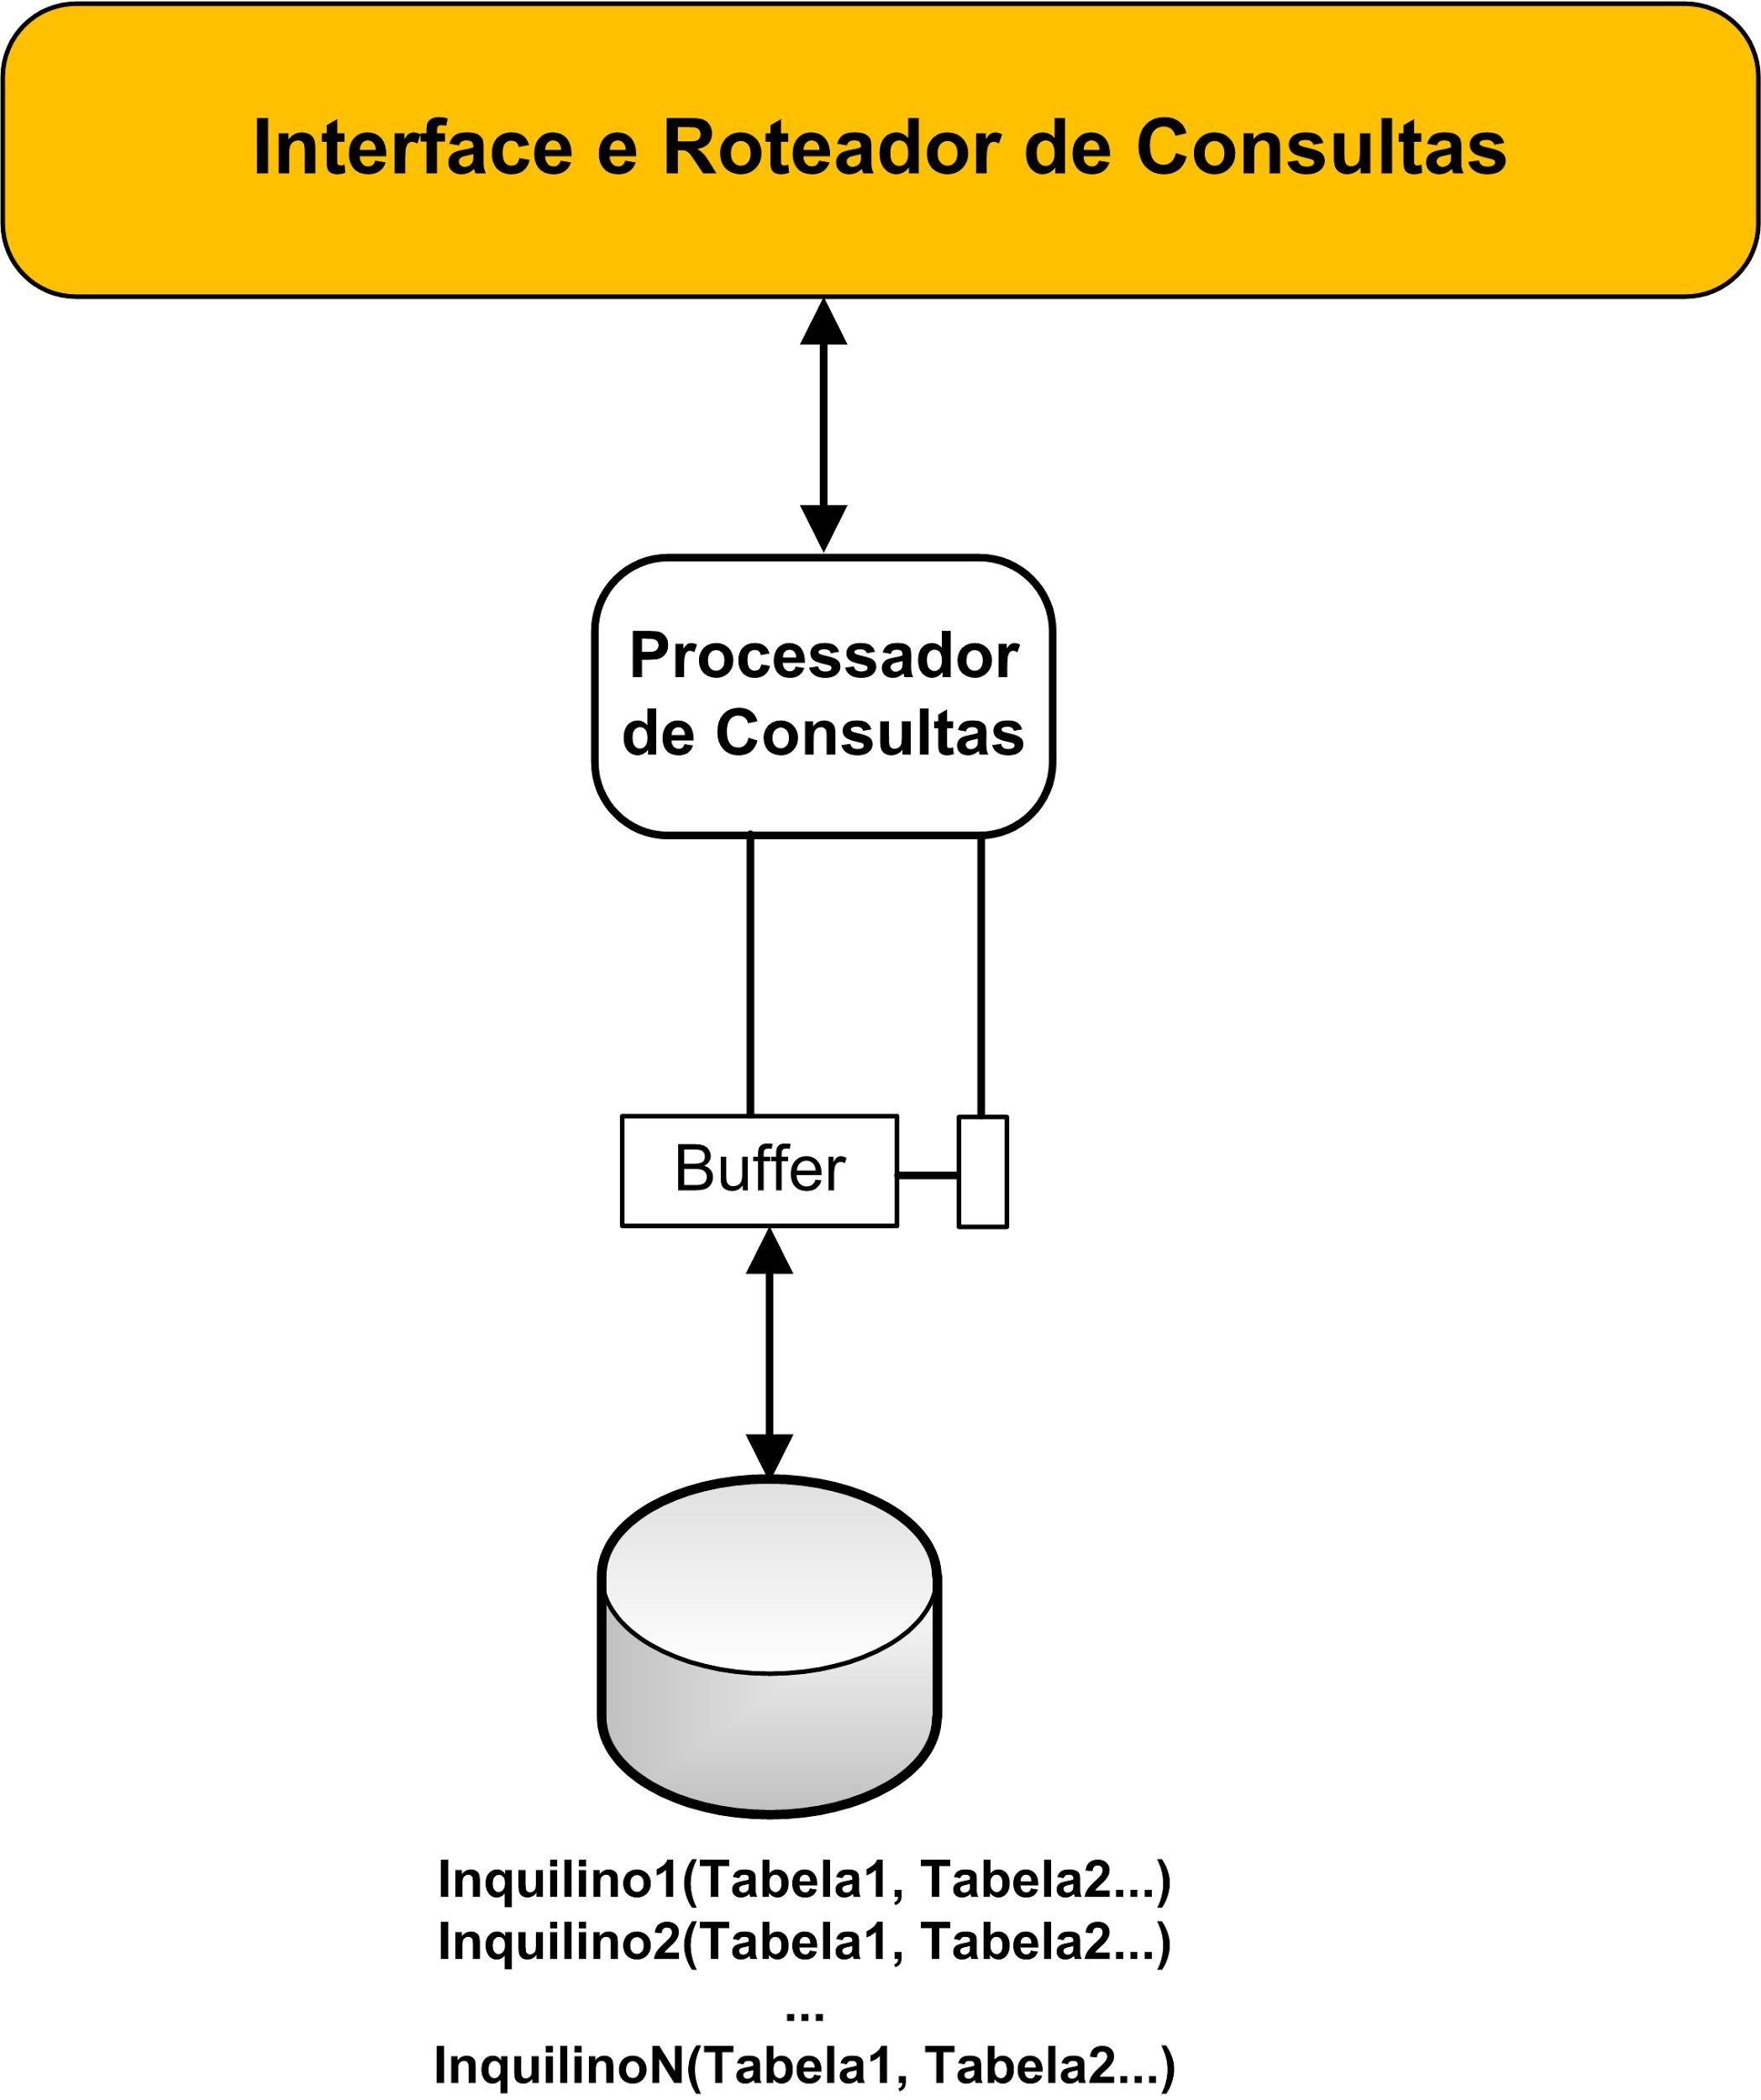 Interface e Roteador de Consultas
Processador
de Consultas
Buffer
Inquilino1(Tabela1, Tabela2...)
Inquilino2(Tabela1, Tabela2...)
...
InquilinoN(Tabela1, Tabela2...)